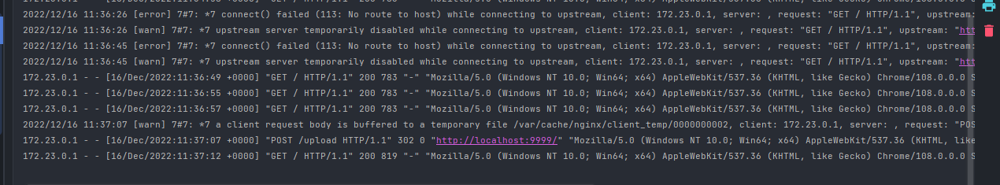 2022/12/16 11:36:26 [error] 7#7: *7 connect() failed (113: No route to host) while connecting to upstream, client: 172.23.0.1, server: , request: "GET / HTTP/1.1", upstream:
2022/12/16 11:36:26 [warn] 7#7: *7 upstream server temporarily disabled while connecting to upstream, client: 172.23.0.1, server: , request: "GET / HTTP/1.1", upstream: "htt
2022/12/16 11:36:45 [error] 7#7: *7 connect() failed (113: No route to host) while connecting to upstream, client: 172.23.0.1, server: , request: "GET / HTTP/1.1", upstream:
2022/12/16 11:36:45 [warn] 7#7: *7 upstream server temporarily disabled while connecting to upstream, client: 172.23.0.1, server: , request: "GET / HTTP/1.1", upstream: "htt
172.23.0.1 - - [16/Dec/2022:11:36:49 +0000] "GET / HTTP/1.1" 200 783 "-" "Mozilla/5.0 (Windows NT 10.0; Win64; x64) AppleWebKit/537.36 (KHTML, like Gecko) Chrome/108.0.0.0 S
172.23.0.1 - - [16/Dec/2022:11:36:55 +0000] "GET / HTTP/1.1" 200 783 "-" "Mozilla/5.0 (Windows NT 10.0; Win64; x64) AppleWebKit/537.36 (KHTML, like Gecko) Chrome/108.0.0.0 S
172.23.0.1 - - [16/Dec/2022:11:36:57 +0000] "GET / HTTP/1.1" 200 783 "-" "Mozilla/5.0 (Windows NT 10.0; Win64; x64) AppleWebKit/537.36 (KHTML, like Gecko) Chrome/108.0.0.0 S
2022/12/16 11:37:07 [warn] 7#7: *7 a client request body is buffered to a temporary file /var/cache/nginx/client_temp/0000000002, client: 172.23.0.1, server: , request: "POS
172.23.0.1 - - [16/Dec/2022:11:37:07 +0000] "POST /upload HTTP/1.1" 302 0 "http://localhost:9999/" "Mozilla/5.0 (Windows NT 10.0; Win64; x64) AppleWebKit/537.36 (KHTML, like
172.23.0.1 - - [16/Dec/2022:11:37:12 +0000] "GET / HTTP/1.1" 200 819 "-" "Mozilla/5.0 (Windows NT 10.0; Win64; x64) AppleWebKit/537.36 (KHTML, like Gecko) Chrome/108.0.0.0 S